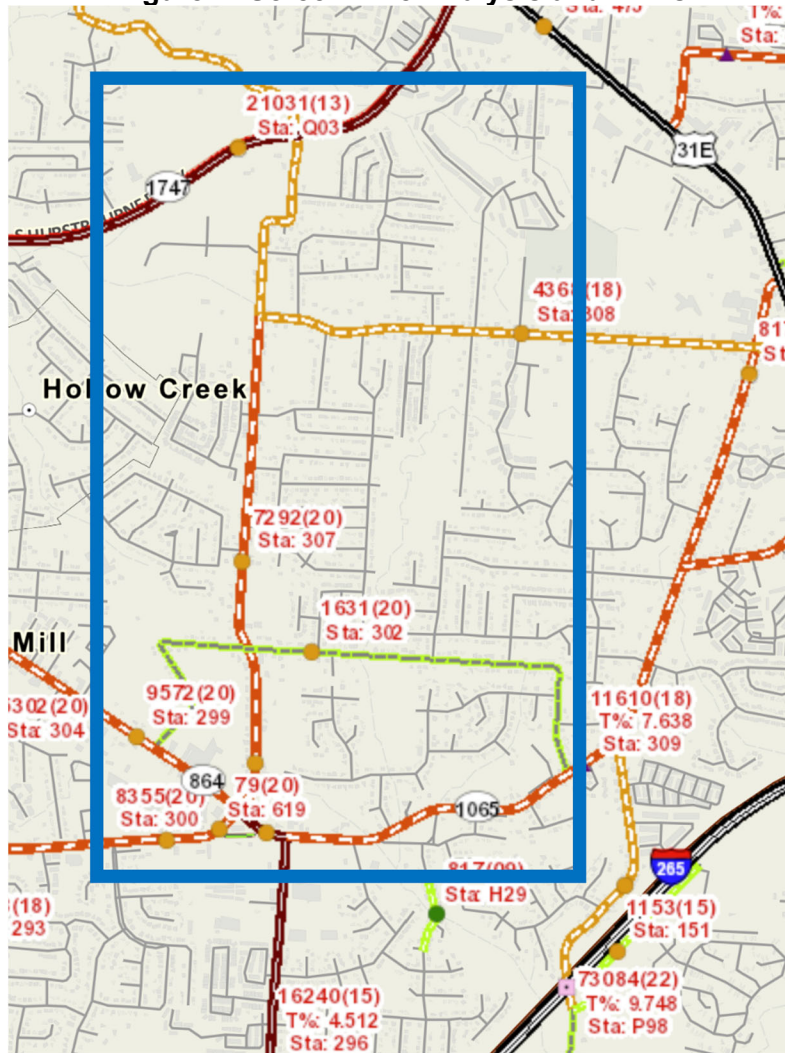 T%:
Sta:
21031(13)
Sta: Q03
31E
1747
4368(18)
Sta: 308
817
Hollow Creek
7292(20)
Sta: 307
1631(20)
Sta: 302
Mill
9572(20)
Sta: 299
5302(20)
Sta: 304
11610(18)
T%: 7.638
Sta: 309
864
79(20)
Sta: 619
8355(20)
Sta: 300
1065
817(09)
Sta: H29
265
(18)
293
1153(15)
Sta: 151
16240(15)
T%: 4.512
Sta: 296
73084(22)
T%: 9.748
Sta: P98